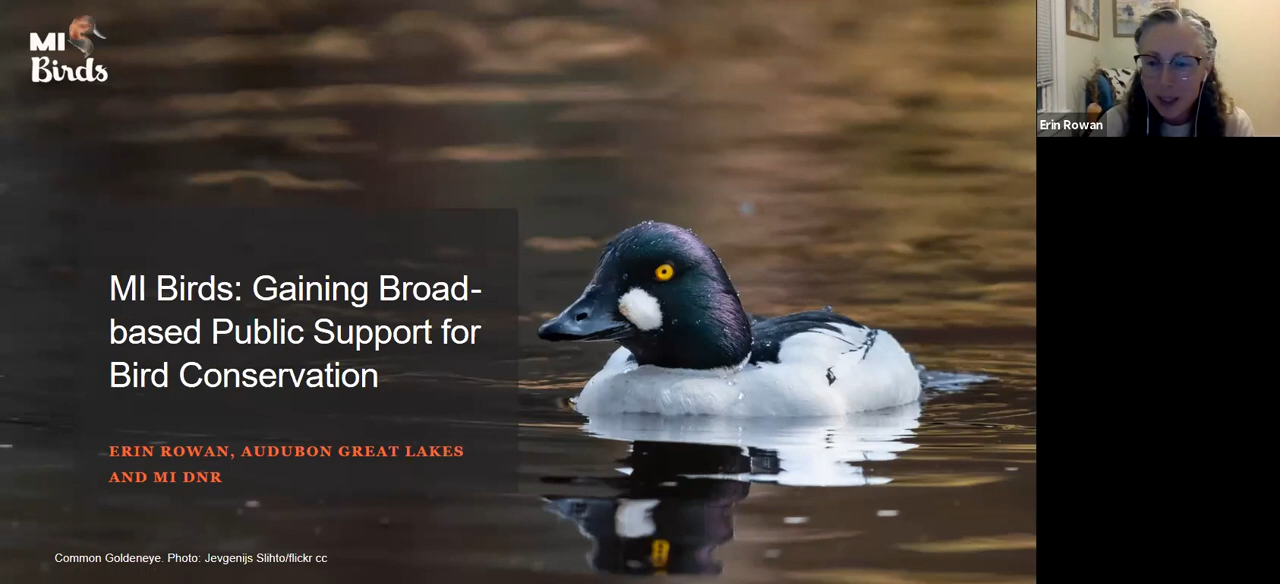 MI
Birds
Erin Rowan
MI Birds: Gaining Broad-
based Public Support for
Bird Conservation
ERIN ROWAN, AUDUBON GREAT LAKES
AND MI DNR
Common Goldeneye. Photo: Jevgenijs Slihto/flickr cc